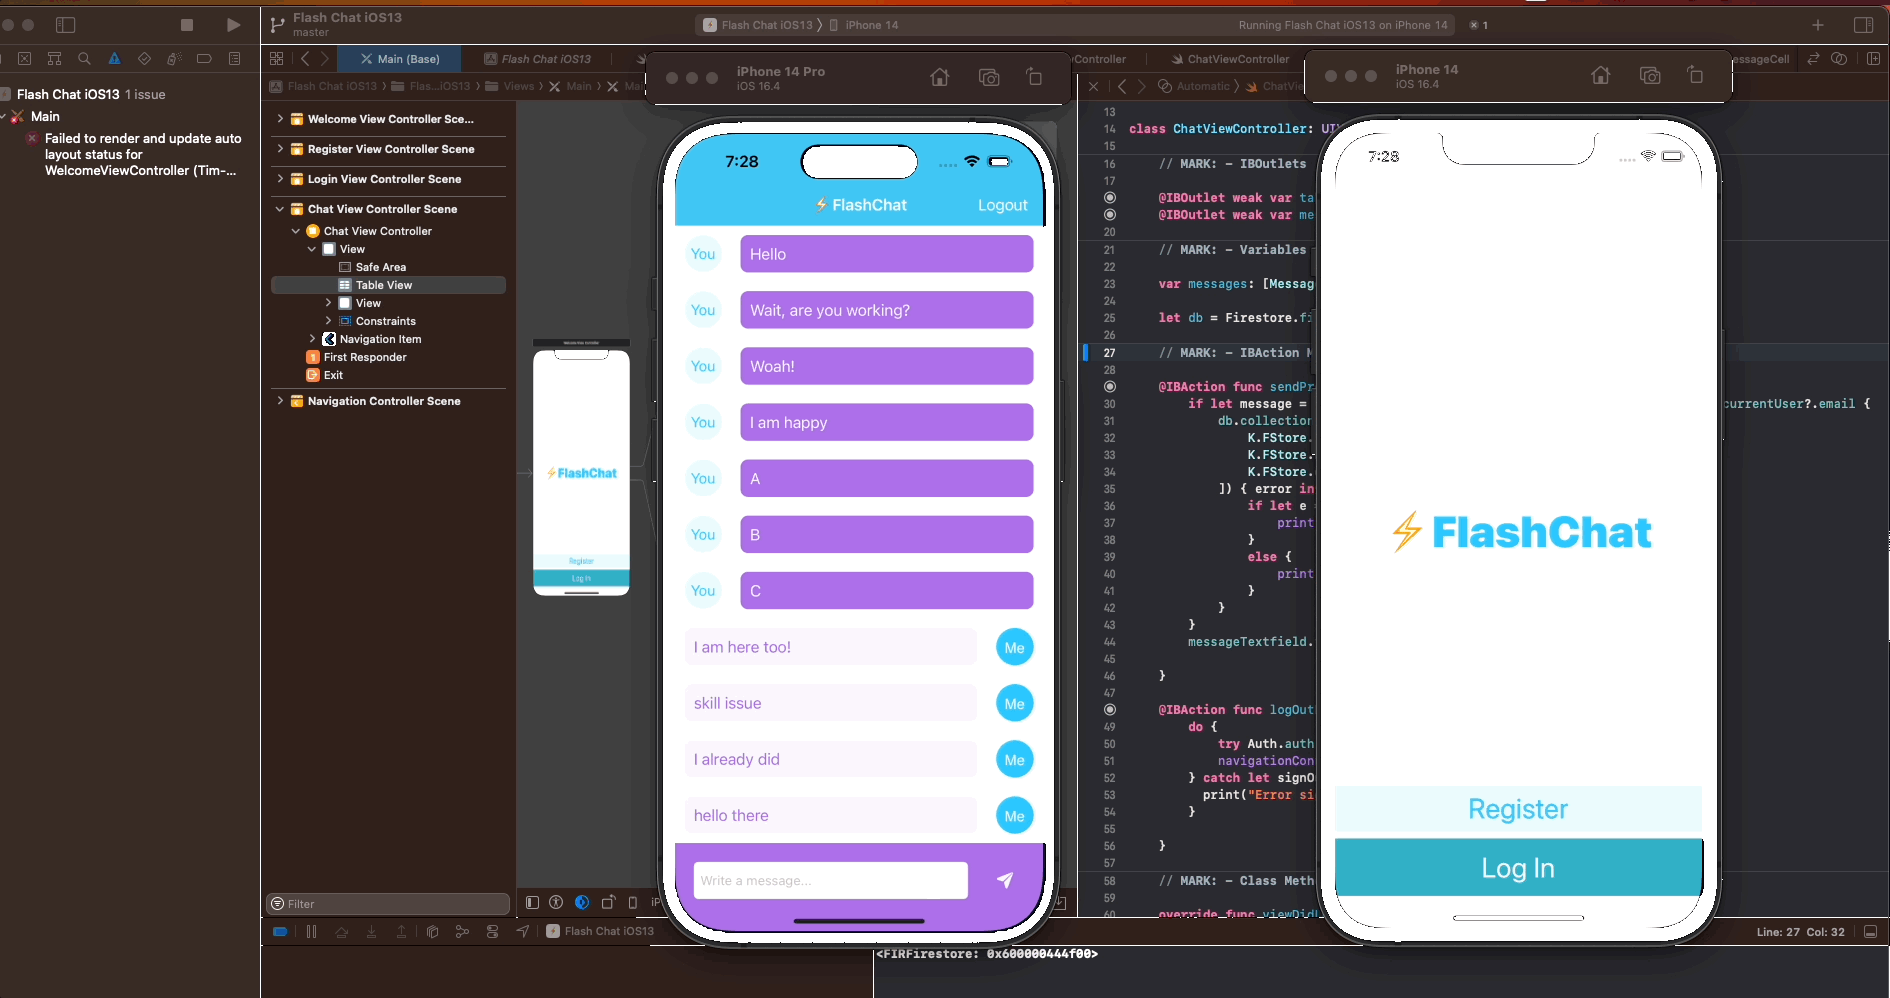 Flash Chat iOS13
master
Flash Chat iOS13 〉 iPhone 14
Running Flash Chat iOS13 on iPhone 14
1
Main (Base)
Flash Chat iOS13
Controller
ChatViewController
essageCell
Flash Chat iOS13 〉 Flas...iOS13 〉 Views 〉 Main 〉 Mai
Automatic 〉 ChatVie
Flash Chat iOS13 1 issue
Main
Failed to render and update auto
layout status for
WelcomeViewController (Tim-...
Welcome View Controller Sce...
Register View Controller Scene
Login View Controller Scene
Chat View Controller Scene
Chat View Controller
View
Safe Area
Table View
View
Constraints
Navigation Item
First Responder
Exit
Navigation Controller Scene
Filter
⚡FlashChat
Register
Log In
iP
Flash Chat iOS13
iPhone 14 Pro
iOS 16.4
7:28
⚡FlashChat
Logout
You Hello
You Wait, are you working?
You Woah!
You I am happy
You A
You B
You C
I am here too! Me
skill issue Me
I already did Me
hello there Me
Write a message...
13
14 class ChatViewController: UI
15
16 // MARK: - IBOutlets
17
@IBOutlet weak var ta
@IBOutlet weak var me
20
21 // MARK: - Variables
22
23 var messages: [Messag
24
25 let db = Firestore.fi
26
27 // MARK: - IBAction M
28
@IBAction func sendPr
30 if let message = currentUser?.email {
31 db.collection
32 K.FStore.
33 K.FStore.
34 K.FStore.
35 ]) { error in
36 if let e
37 print
38 }
39 else {
40 print
41 }
42 }
43 }
44 messageTextfield.
45
46 }
47
@IBAction func logOut
49 do {
50 try Auth.auth
51 navigationCon
52 } catch let signO
53 print("Error si
54 }
55
56 }
57
58 // MARK: - Class Meth
59
60 override func viewDid
iPhone 14
iOS 16.4
7:28
⚡FlashChat
Register
Log In
Line: 27 Col: 32
<FIRFirestore: 0x600000444f00>